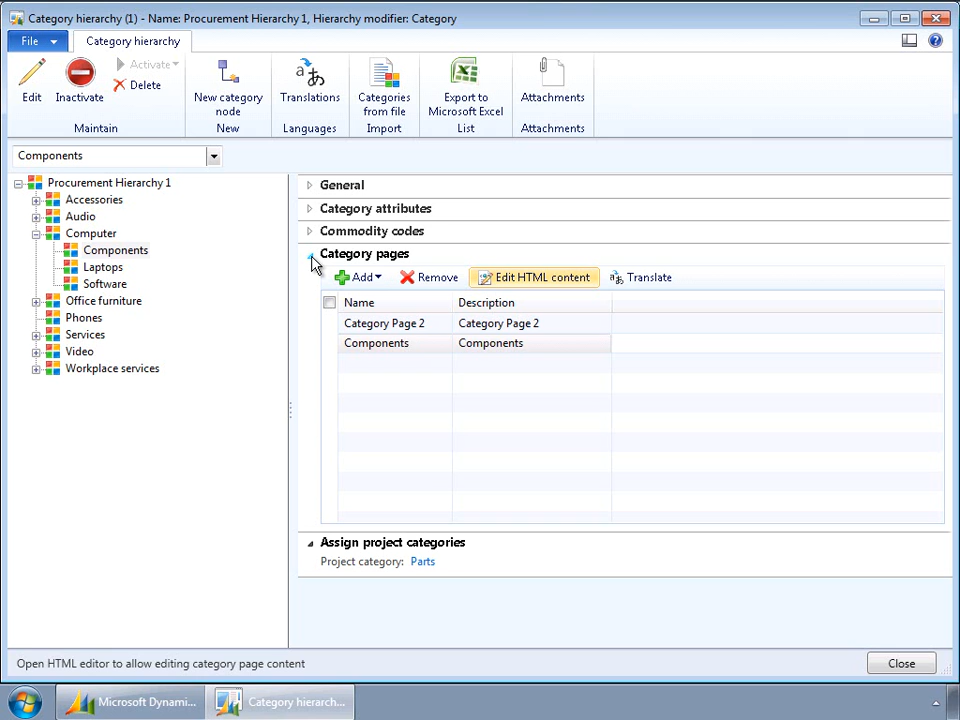 Category hierarchy (1) - Name: Procurement Hierarchy 1, Hierarchy modifier: Category
File
Category hierarchy
Edit
Inactivate
Activate
Delete
Maintain
New category
node
New
Translations
Languages
Categories
from file
Import
Export to
Microsoft Excel
List
Attachments
Attachments
Components
Procurement Hierarchy 1
Accessories
Audio
Computer
Components
Laptops
Software
Office furniture
Phones
Services
Video
Workplace services
General
Category attributes
Commodity codes
Category pages
Add Remove Edit HTML content Translate
Name Description
Category Page 2 Category Page 2
Components Components
Assign project categories
Project category: Parts
Open HTML editor to allow editing category page content
Close
Microsoft Dynami...
Category hierarch...